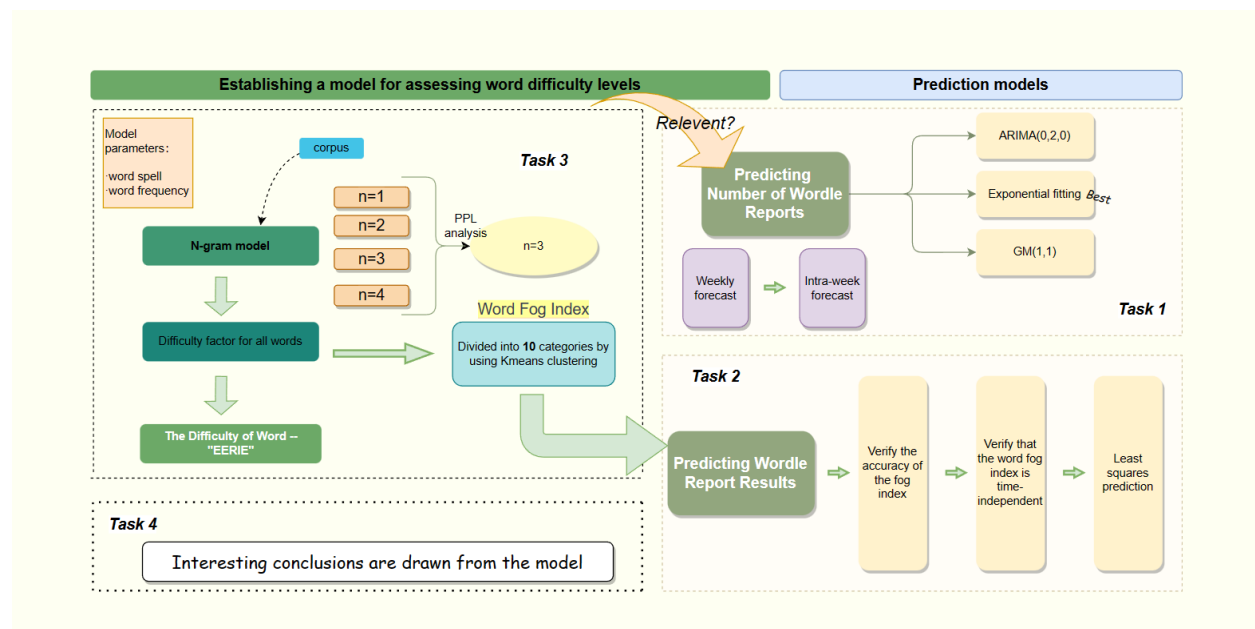 Establishing a model for assessing word difficulty levels
Prediction models
Model
parameters:
·word spell
·word frequency
corpus
Task 3
N-gram model
n=1
n=2
n=3
n=4
PPL
analysis
n=3
Difficulty factor for all words
Word Fog Index
Divided into 10 categories by
using Kmeans clustering
The Difficulty of Word --
"EERIE"
Task 4
Interesting conclusions are drawn from the model
Relevent?
Predicting
Number of Wordle
Reports
ARIMA(0,2,0)
Exponential fitting
Best
GM(1,1)
Weekly
forecast
Intra-week
forecast
Task 1
Task 2
Predicting Wordle
Report Results
Verify the
accuracy of
the fog
index
Verify that
the word fog
index is
time-
independent
Least
squares
prediction